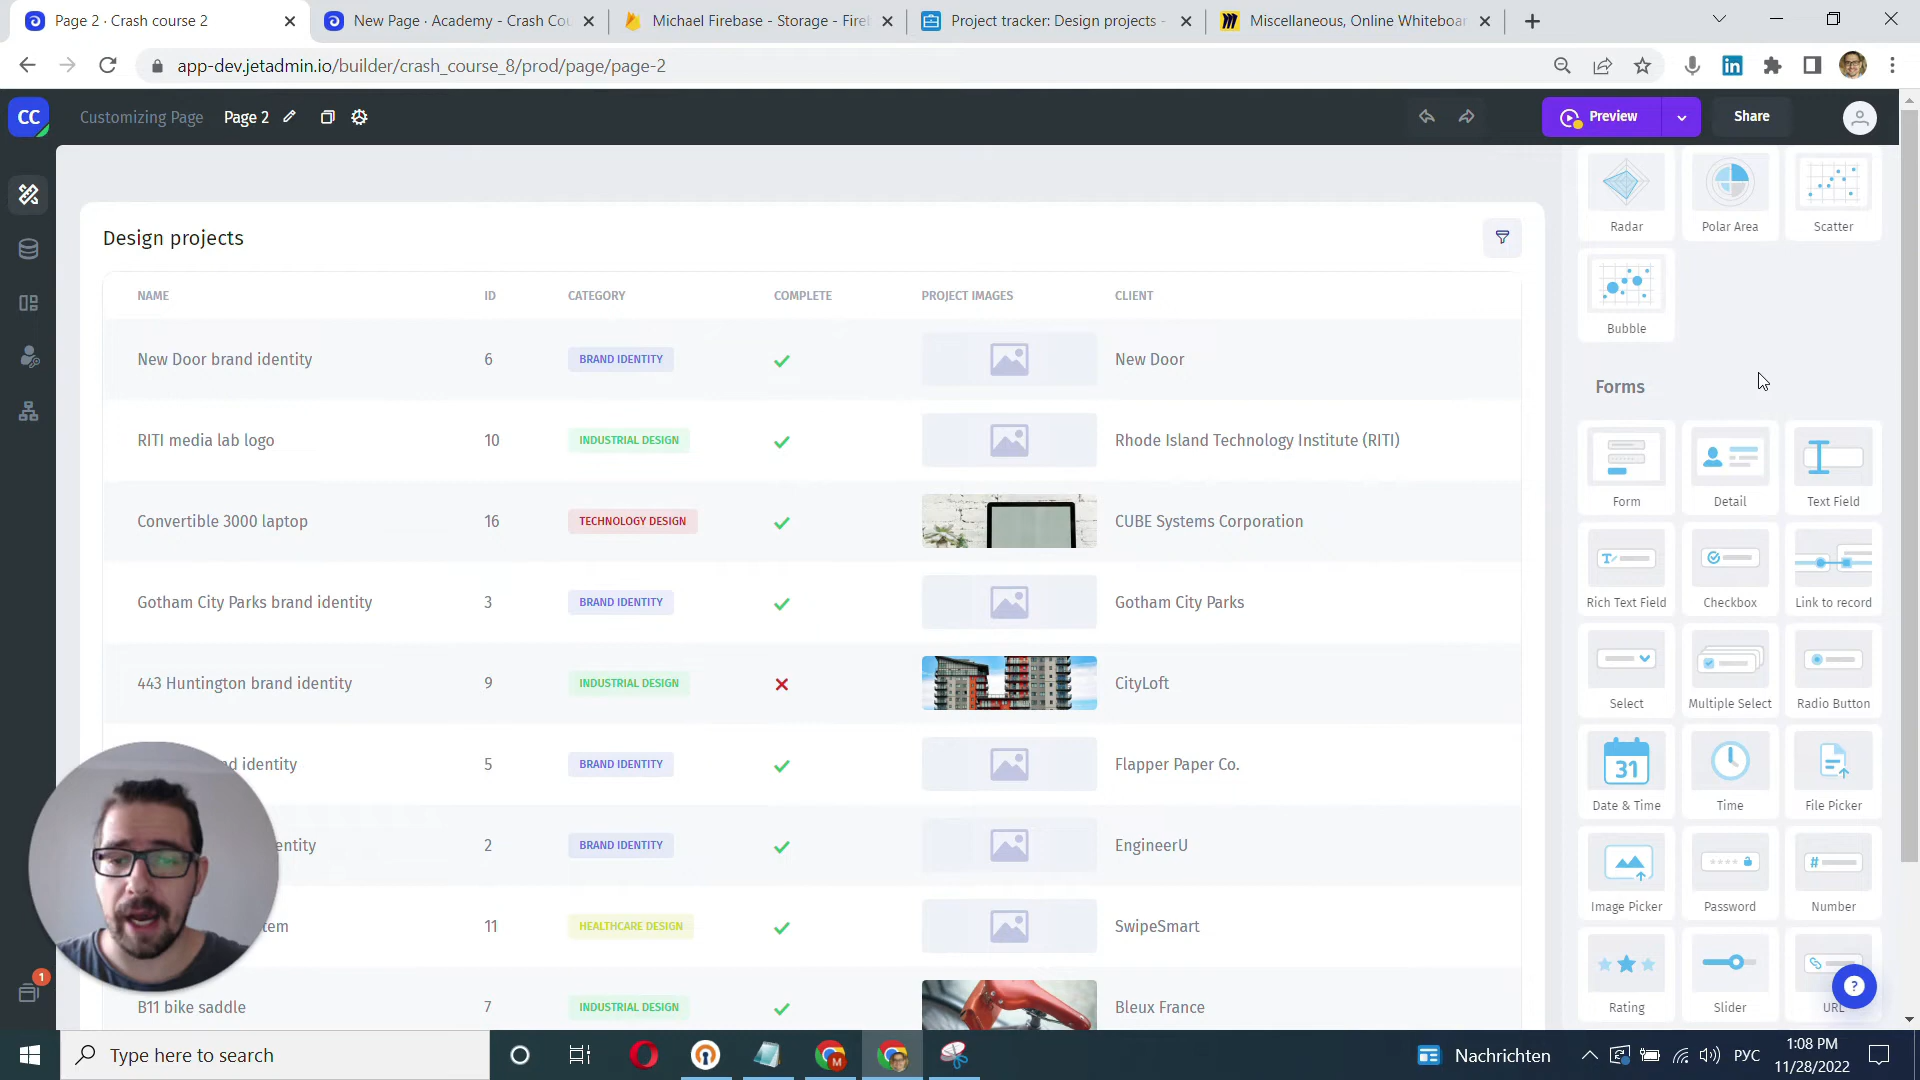 Page 2 · Crash course 2
New Page · Academy - Crash Cou
Michael Firebase - Storage - Fireb
Project tracker: Design projects -
Miscellaneous, Online Whiteboar
app-dev.jetadmin.io/builder/crash_course_8/prod/page/page-2
CC
Customizing Page
Page 2
Preview
Share
Design projects
NAME ID CATEGORY COMPLETE PROJECT IMAGES CLIENT
New Door brand identity 6 BRAND IDENTITY New Door
RITI media lab logo 10 INDUSTRIAL DESIGN Rhode Island Technology Institute (RITI)
Convertible 3000 laptop 16 TECHNOLOGY DESIGN CUBE Systems Corporation
Gotham City Parks brand identity 3 BRAND IDENTITY Gotham City Parks
443 Huntington brand identity 9 INDUSTRIAL DESIGN CityLoft
d identity 5 BRAND IDENTITY Flapper Paper Co.
entity 2 BRAND IDENTITY EngineerU
tem 11 HEALTHCARE DESIGN SwipeSmart
B11 bike saddle 7 INDUSTRIAL DESIGN Bleux France
Radar Polar Area Scatter
Bubble
Forms
Form Detail Text Field
Rich Text Field Checkbox Link to record
Select Multiple Select Radio Button
31
Date & Time Time File Picker
Image Picker Password Number
Rating Slider URL
?
1
Type here to search
Nachrichten
РУС
1:08 PM
11/28/2022